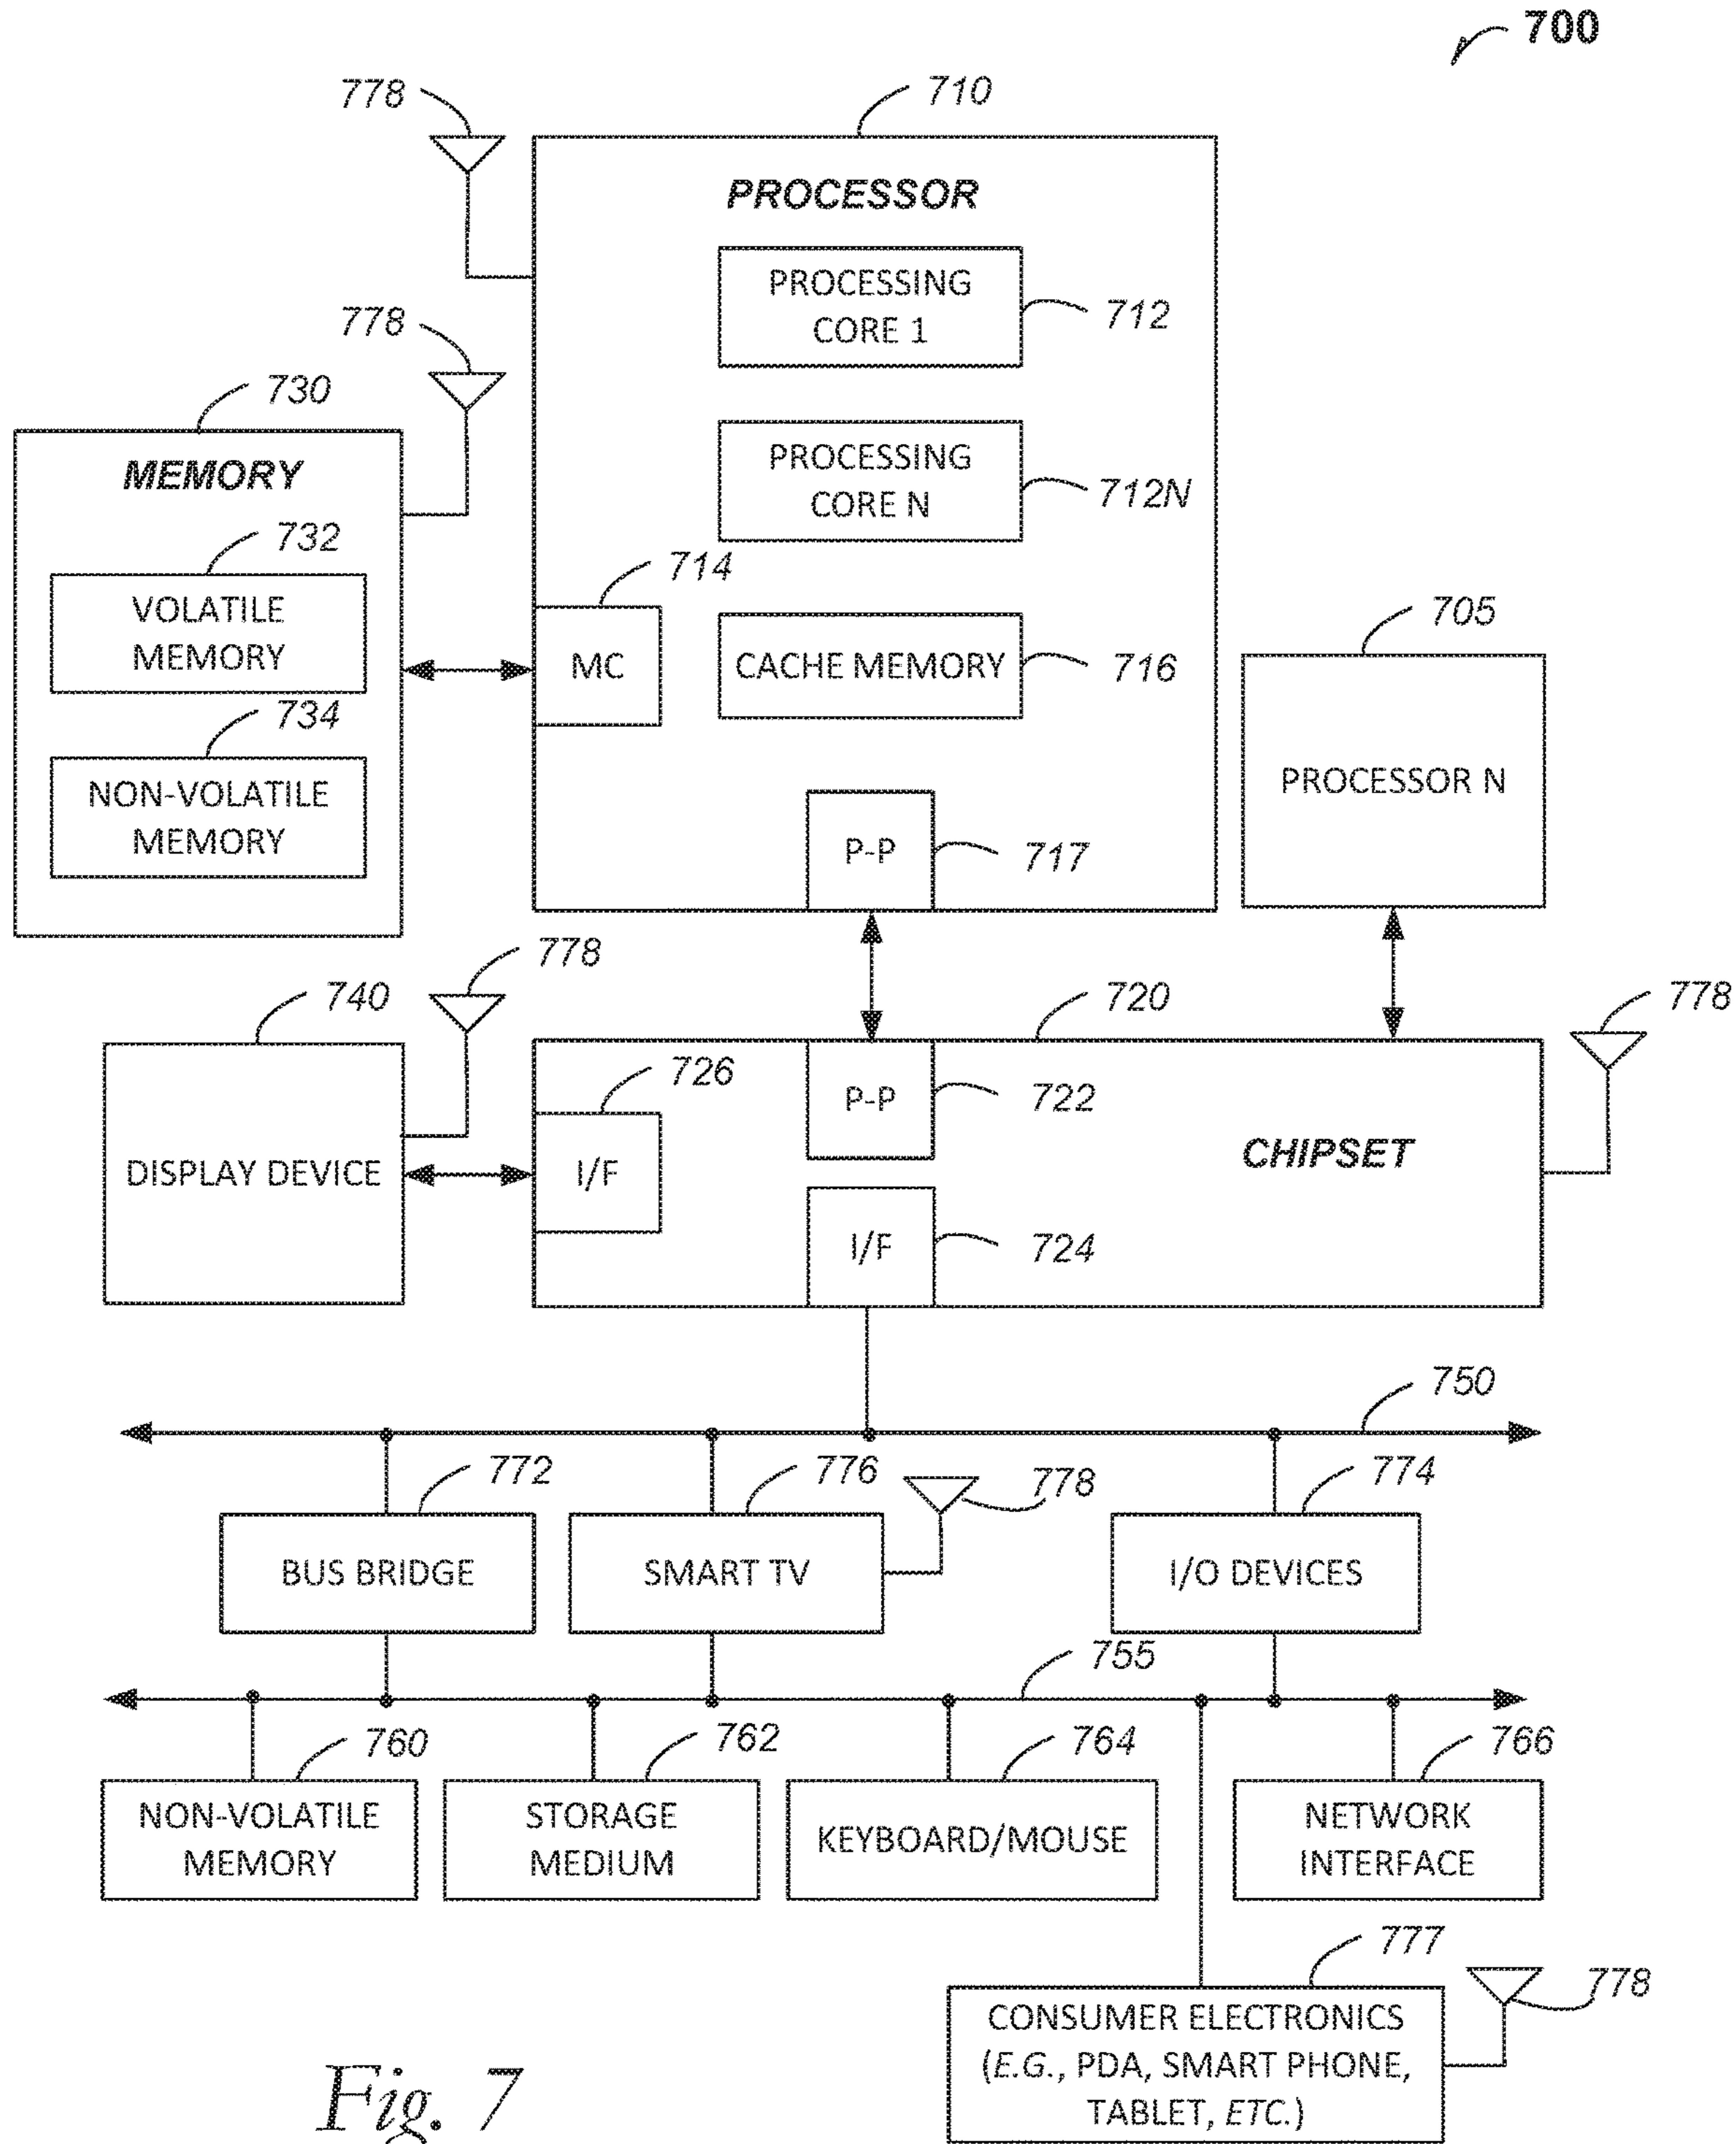 700
778
710
PROCESSOR
PROCESSING
CORE 1
712
778
730
MEMORY
PROCESSING
CORE N
712N
732
VOLATILE
MEMORY
714
MC
CACHE MEMORY
716
705
PROCESSOR N
734
NON-VOLATILE
MEMORY
P-P
717
778
740
DISPLAY DEVICE
720
778
726
I/F
P-P
722
CHIPSET
I/F
724
750
772
776
778
774
BUS BRIDGE
SMART TV
I/O DEVICES
755
760
762
764
766
NON-VOLATILE
MEMORY
STORAGE
MEDIUM
KEYBOARD/MOUSE
NETWORK
INTERFACE
777
778
CONSUMER ELECTRONICS
(E.G., PDA, SMART PHONE,
TABLET, ETC.)
Fig. 7